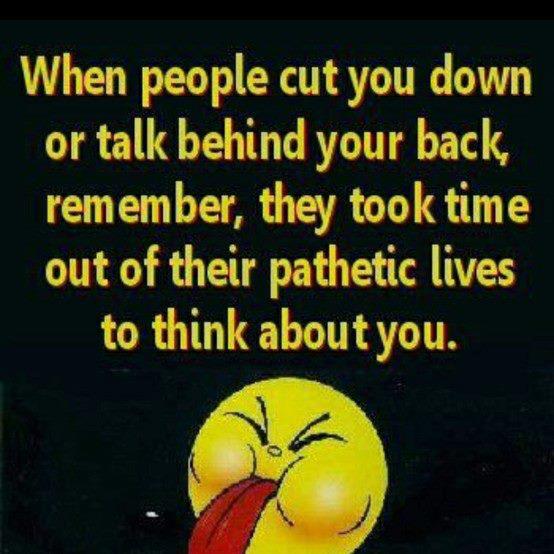 When people cut you down
or talk behind your back,
remember, they took time
out of their pathetic lives
to think about you.